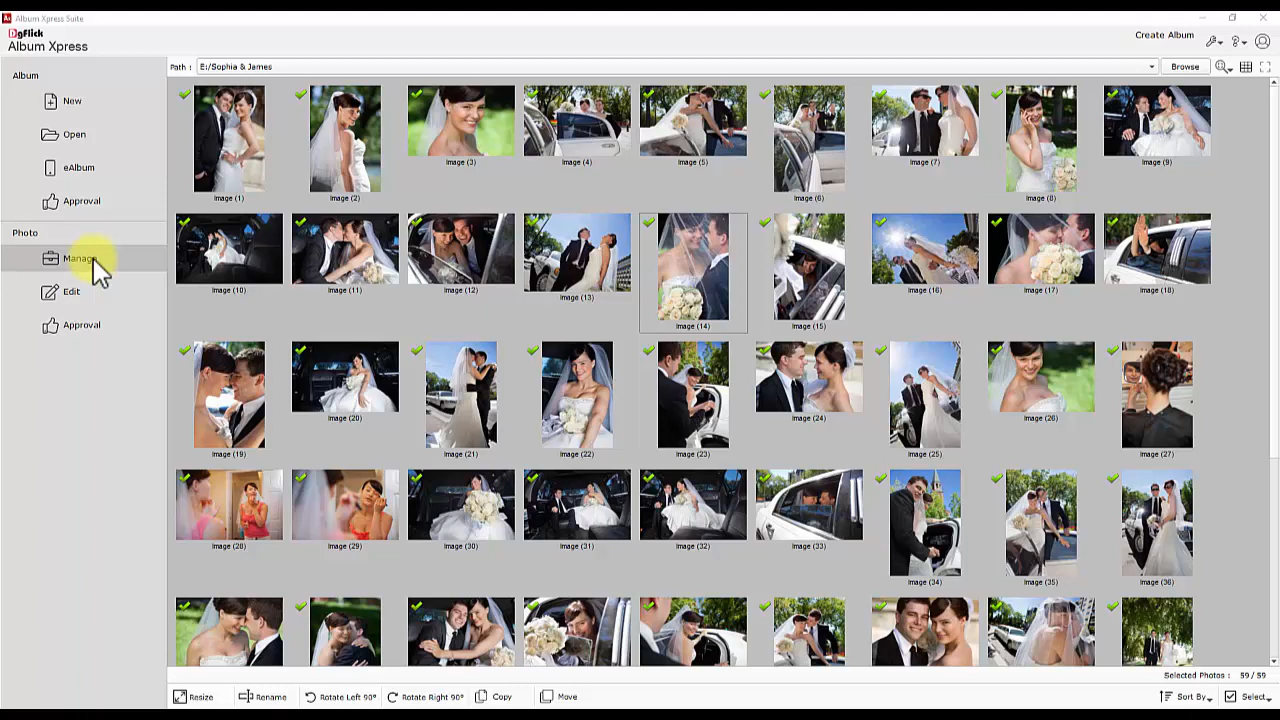 Album Xpress Suite
DgFlick
Album Xpress
Create Album
Album
New
Open
eAlbum
Approval
Photo
Manage
Edit
Approval
Path : E:/Sophia & James
Browse
Image (1) Image (2) Image (3) Image (4) Image (5) Image (6) Image (7) Image (8) Image (9)
Image (10) Image (11) Image (12) Image (13) Image (14) Image (15) Image (16) Image (17) Image (18)
Image (19) Image (20) Image (21) Image (22) Image (23) Image (24) Image (25) Image (26) Image (27)
Image (28) Image (29) Image (30) Image (31) Image (32) Image (33) Image (34) Image (35) Image (36)
Selected Photos : 59 / 59
Resize Rename Rotate Left 90° Rotate Right 90° Copy Move Sort By Select